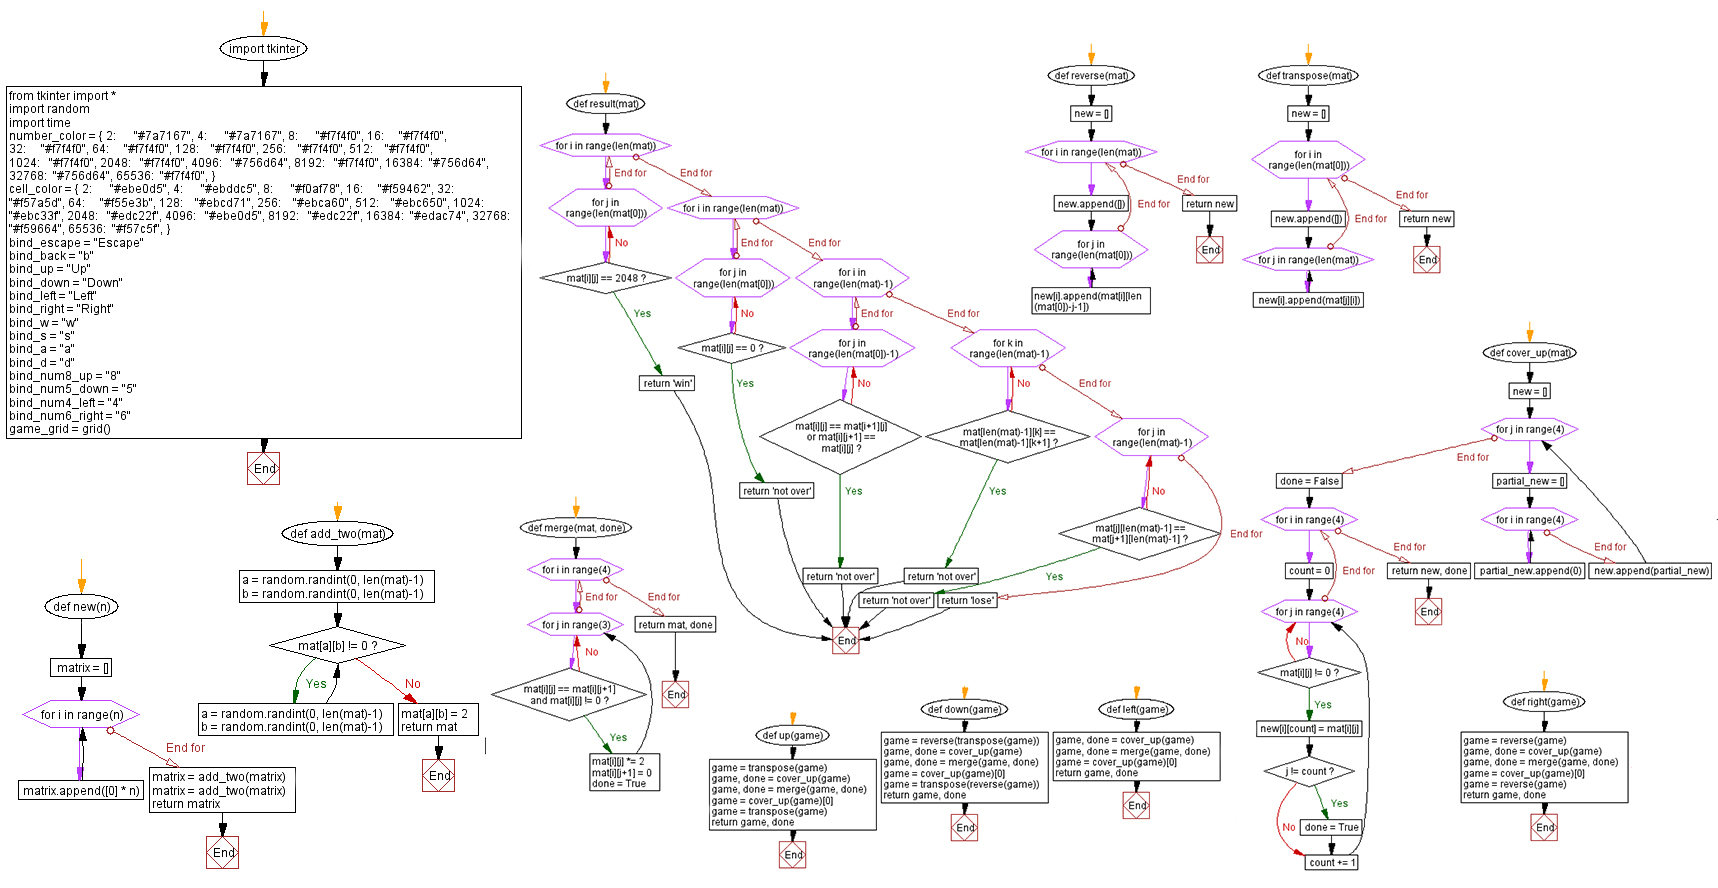 import tkinter
from tkinter import *
import random
import time
number_color = { 2: "#7a7167", 4: "#7a7167", 8: "#f7f4f0", 16: "#f7f4f0",
32: "#f7f4f0", 64: "#f7f4f0", 128: "#f7f4f0", 256: "#f7f4f0", 512: "#f7f4f0",
1024: "#f7f4f0", 2048: "#f7f4f0", 4096: "#756d64", 8192: "#f7f4f0", 16384: "#756d64",
32768: "#756d64", 65536: "#f7f4f0", }
cell_color = { 2: "#ebe0d5", 4: "#ebddc5", 8: "#f0af78", 16: "#f59462", 32:
"#f57a5d", 64: "#f55e3b", 128: "#ebcd71", 256: "#ebca60", 512: "#ebc650", 1024:
"#ebc33f", 2048: "#edc22f", 4096: "#ebe0d5", 8192: "#edc22f", 16384: "#edac74", 32768:
"#f59664", 65536: "#f57c5f", }
bind_escape = "Escape"
bind_back = "b"
bind_up = "Up"
bind_down = "Down"
bind_left = "Left"
bind_right = "Right"
bind_w = "w"
bind_s = "s"
bind_a = "a"
bind_d = "d"
bind_num8_up = "8"
bind_num5_down = "5"
bind_num4_left = "4"
bind_num6_right = "6"
game_grid = grid()
End
def new(n)
matrix = []
for i in range(n)
End for
matrix.append([0] * n)
matrix = add_two(matrix)
matrix = add_two(matrix)
return matrix
End
def add_two(mat)
a = random.randint(0, len(mat)-1)
b = random.randint(0, len(mat)-1)
mat[a][b] != 0 ?
Yes
No
a = random.randint(0, len(mat)-1)
b = random.randint(0, len(mat)-1)
mat[a][b] = 2
return mat
End
def result(mat)
for i in range(len(mat))
End for
End for
for j in
range(len(mat[0]))
No
mat[i][j] == 2048 ?
Yes
return 'win'
for i in range(len(mat))
End for
End for
for j in
range(len(mat[0]))
No
mat[i][j] == 0 ?
Yes
return 'not over'
for i in
range(len(mat)-1)
End for
End for
for j in
range(len(mat[0])-1)
No
mat[i][j] == mat[i+1][j]
or mat[i][j+1] ==
mat[i][j] ?
Yes
return 'not over'
for k in
range(len(mat)-1)
End for
No
mat[len(mat)-1][k] ==
mat[len(mat)-1][k+1] ?
Yes
return 'not over'
for j in
range(len(mat)-1)
No
End for
mat[j][len(mat)-1] ==
mat[j+1][len(mat)-1] ?
Yes
return 'not over'
return 'lose'
End
def merge(mat, done)
for i in range(4)
End for
End for
for j in range(3)
return mat, done
End
No
mat[i][j] == mat[i][j+1]
and mat[i][j] != 0 ?
Yes
mat[i][j] *= 2
mat[i][j+1] = 0
done = True
def up(game)
game = transpose(game)
game, done = cover_up(game)
game, done = merge(game, done)
game = cover_up(game)[0]
game = transpose(game)
return game, done
End
def down(game)
game = reverse(transpose(game))
game, done = cover_up(game)
game, done = merge(game, done)
game = cover_up(game)[0]
game = transpose(reverse(game))
return game, done
End
def left(game)
game, done = cover_up(game)
game, done = merge(game, done)
game = cover_up(game)[0]
return game, done
End
def reverse(mat)
new = []
for i in range(len(mat))
End for
new.append([])
End for
return new
End
for j in
range(len(mat[0]))
new[i].append(mat[i][len
(mat[0])-j-1])
def transpose(mat)
new = []
for i in
range(len(mat[0]))
End for
new.append([])
End for
return new
End
for j in range(len(mat))
new[i].append(mat[j][i])
def cover_up(mat)
new = []
for j in range(4)
End for
partial_new = []
for i in range(4)
End for
partial_new.append(0)
new.append(partial_new)
done = False
for i in range(4)
End for
count = 0
End for
return new, done
End
for j in range(4)
No
mat[i][j] != 0 ?
Yes
new[i][count] = mat[i][j]
j != count ?
Yes
No
done = True
count += 1
def right(game)
game = reverse(game)
game, done = cover_up(game)
game, done = merge(game, done)
game = cover_up(game)[0]
game = reverse(game)
return game, done
End